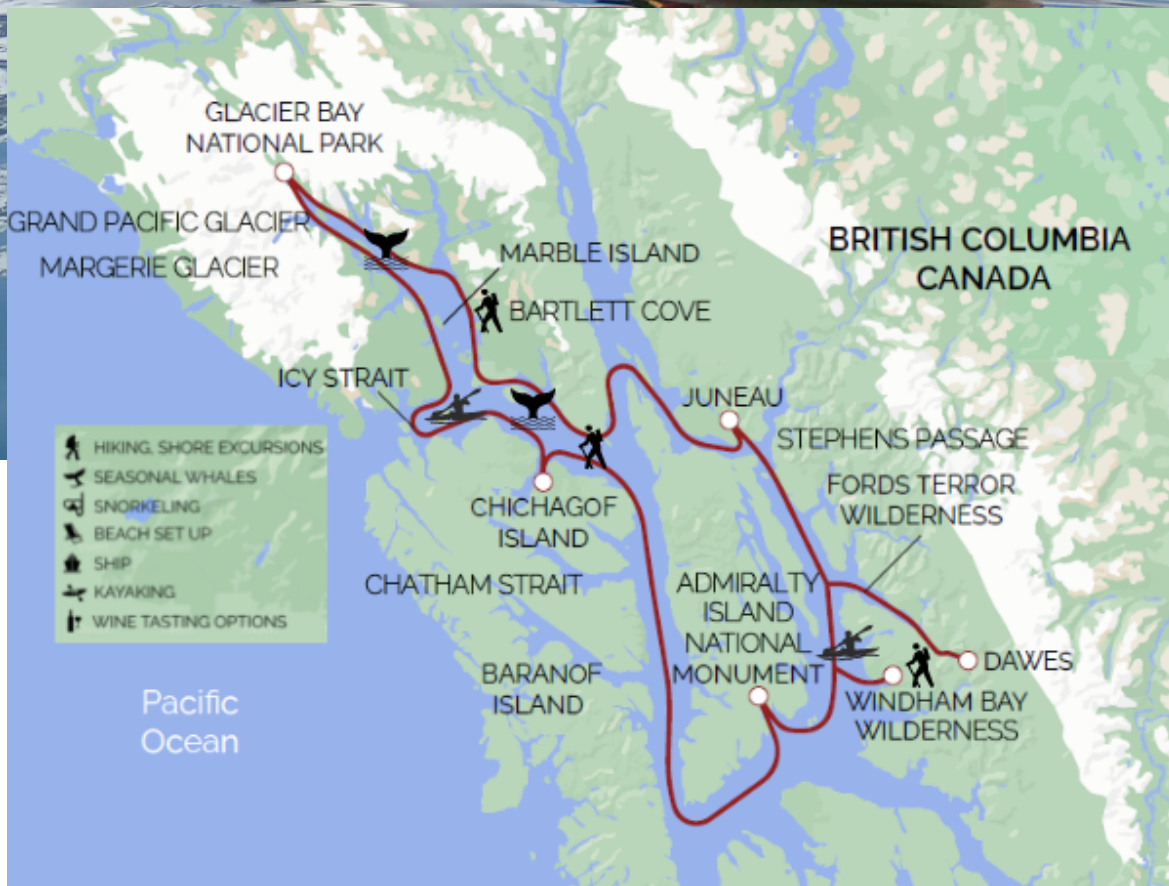 GLACIER BAY
NATIONAL PARK
GRAND PACIFIC GLACIER
MARGERIE GLACIER
MARBLE ISLAND
BARTLETT COVE
BRITISH COLUMBIA
CANADA
ICY STRAIT
JUNEAU
STEPHENS PASSAGE
FORDS TERROR
WILDERNESS
HIKING, SHORE EXCURSIONS
SEASONAL WHALES
SNORKELING
BEACH SET UP
SHIP
KAYAKING
WINE TASTING OPTIONS
CHICHAGOF
ISLAND
CHATHAM STRAIT
ADMIRALTY
ISLAND
NATIONAL
MONUMENT
BARANOF
ISLAND
DAWES
WINDHAM BAY
WILDERNESS
Pacific
Ocean